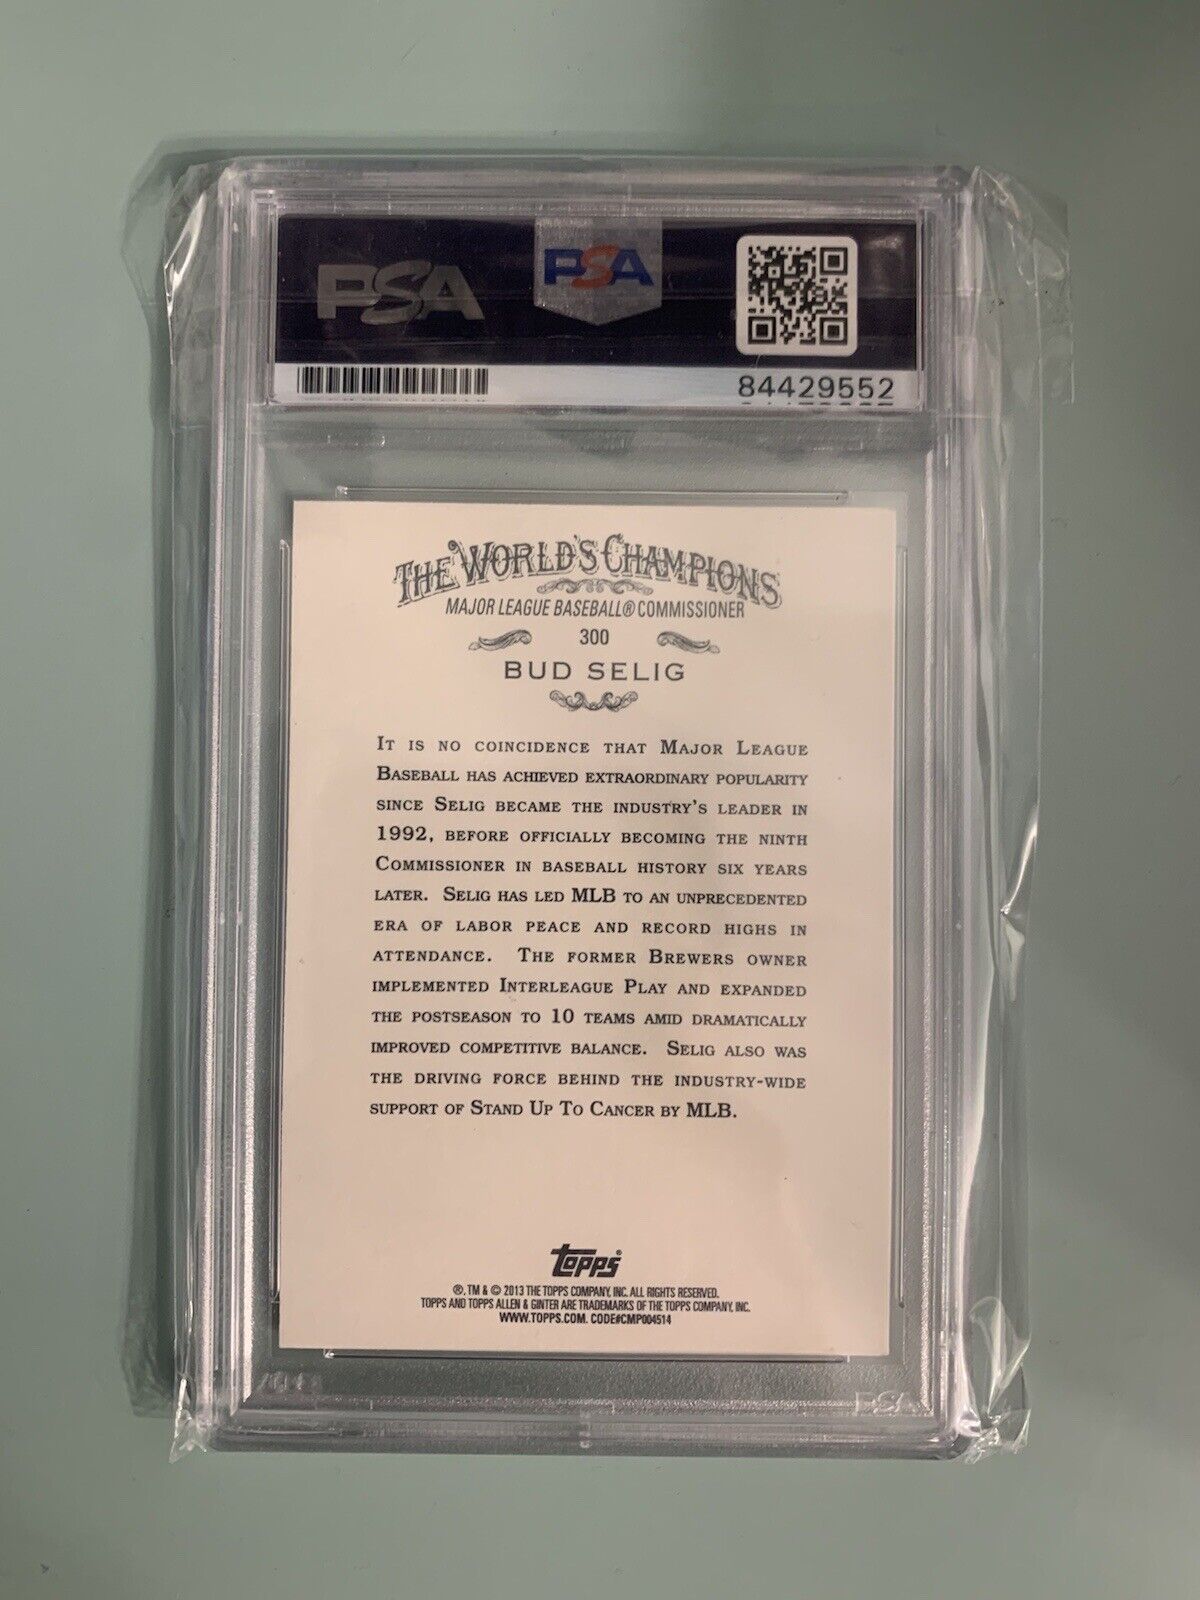 PSA
PSA
84429552
THE WORLD'S CHAMPIONS
MAJOR LEAGUE BASEBALL® COMMISSIONER
300
BUD SELIG
IT IS NO COINCIDENCE THAT MAJOR LEAGUE
BASEBALL HAS ACHIEVED EXTRAORDINARY POPULARITY
SINCE SELIG BECAME THE INDUSTRY'S LEADER IN
1992, BEFORE OFFICIALLY BECOMING THE NINTH
COMMISSIONER IN BASEBALL HISTORY SIX YEARS
LATER. SELIG HAS LED MLB TO AN UNPRECEDENTED
ERA OF LABOR PEACE AND RECORD HIGHS IN
ATTENDANCE. THE FORMER BREWERS OWNER
IMPLEMENTED INTERLEAGUE PLAY AND EXPANDED
THE POSTSEASON TO 10 TEAMS AMID DRAMATICALLY
IMPROVED COMPETITIVE BALANCE. SELIG ALSO WAS
THE DRIVING FORCE BEHIND THE INDUSTRY-WIDE
SUPPORT OF STAND UP TO CANCER BY MLB.
Topps®
®, TM & © 2013 THE TOPPS COMPANY, INC. ALL RIGHTS RESERVED.
TOPPS AND TOPPS ALLEN & GINTER ARE TRADEMARKS OF THE TOPPS COMPANY, INC.
WWW.TOPPS.COM. CODE#CMP004514
PSA